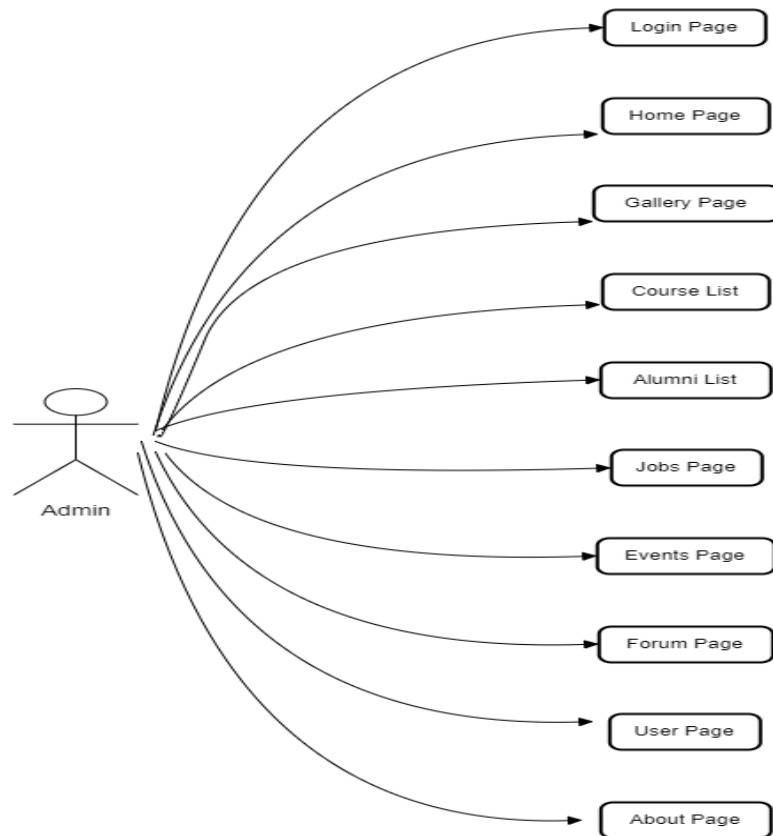 Login Page
Home Page
Gallery Page
Course List
Alumni List
Admin
Jobs Page
Events Page
Forum Page
User Page
About Page